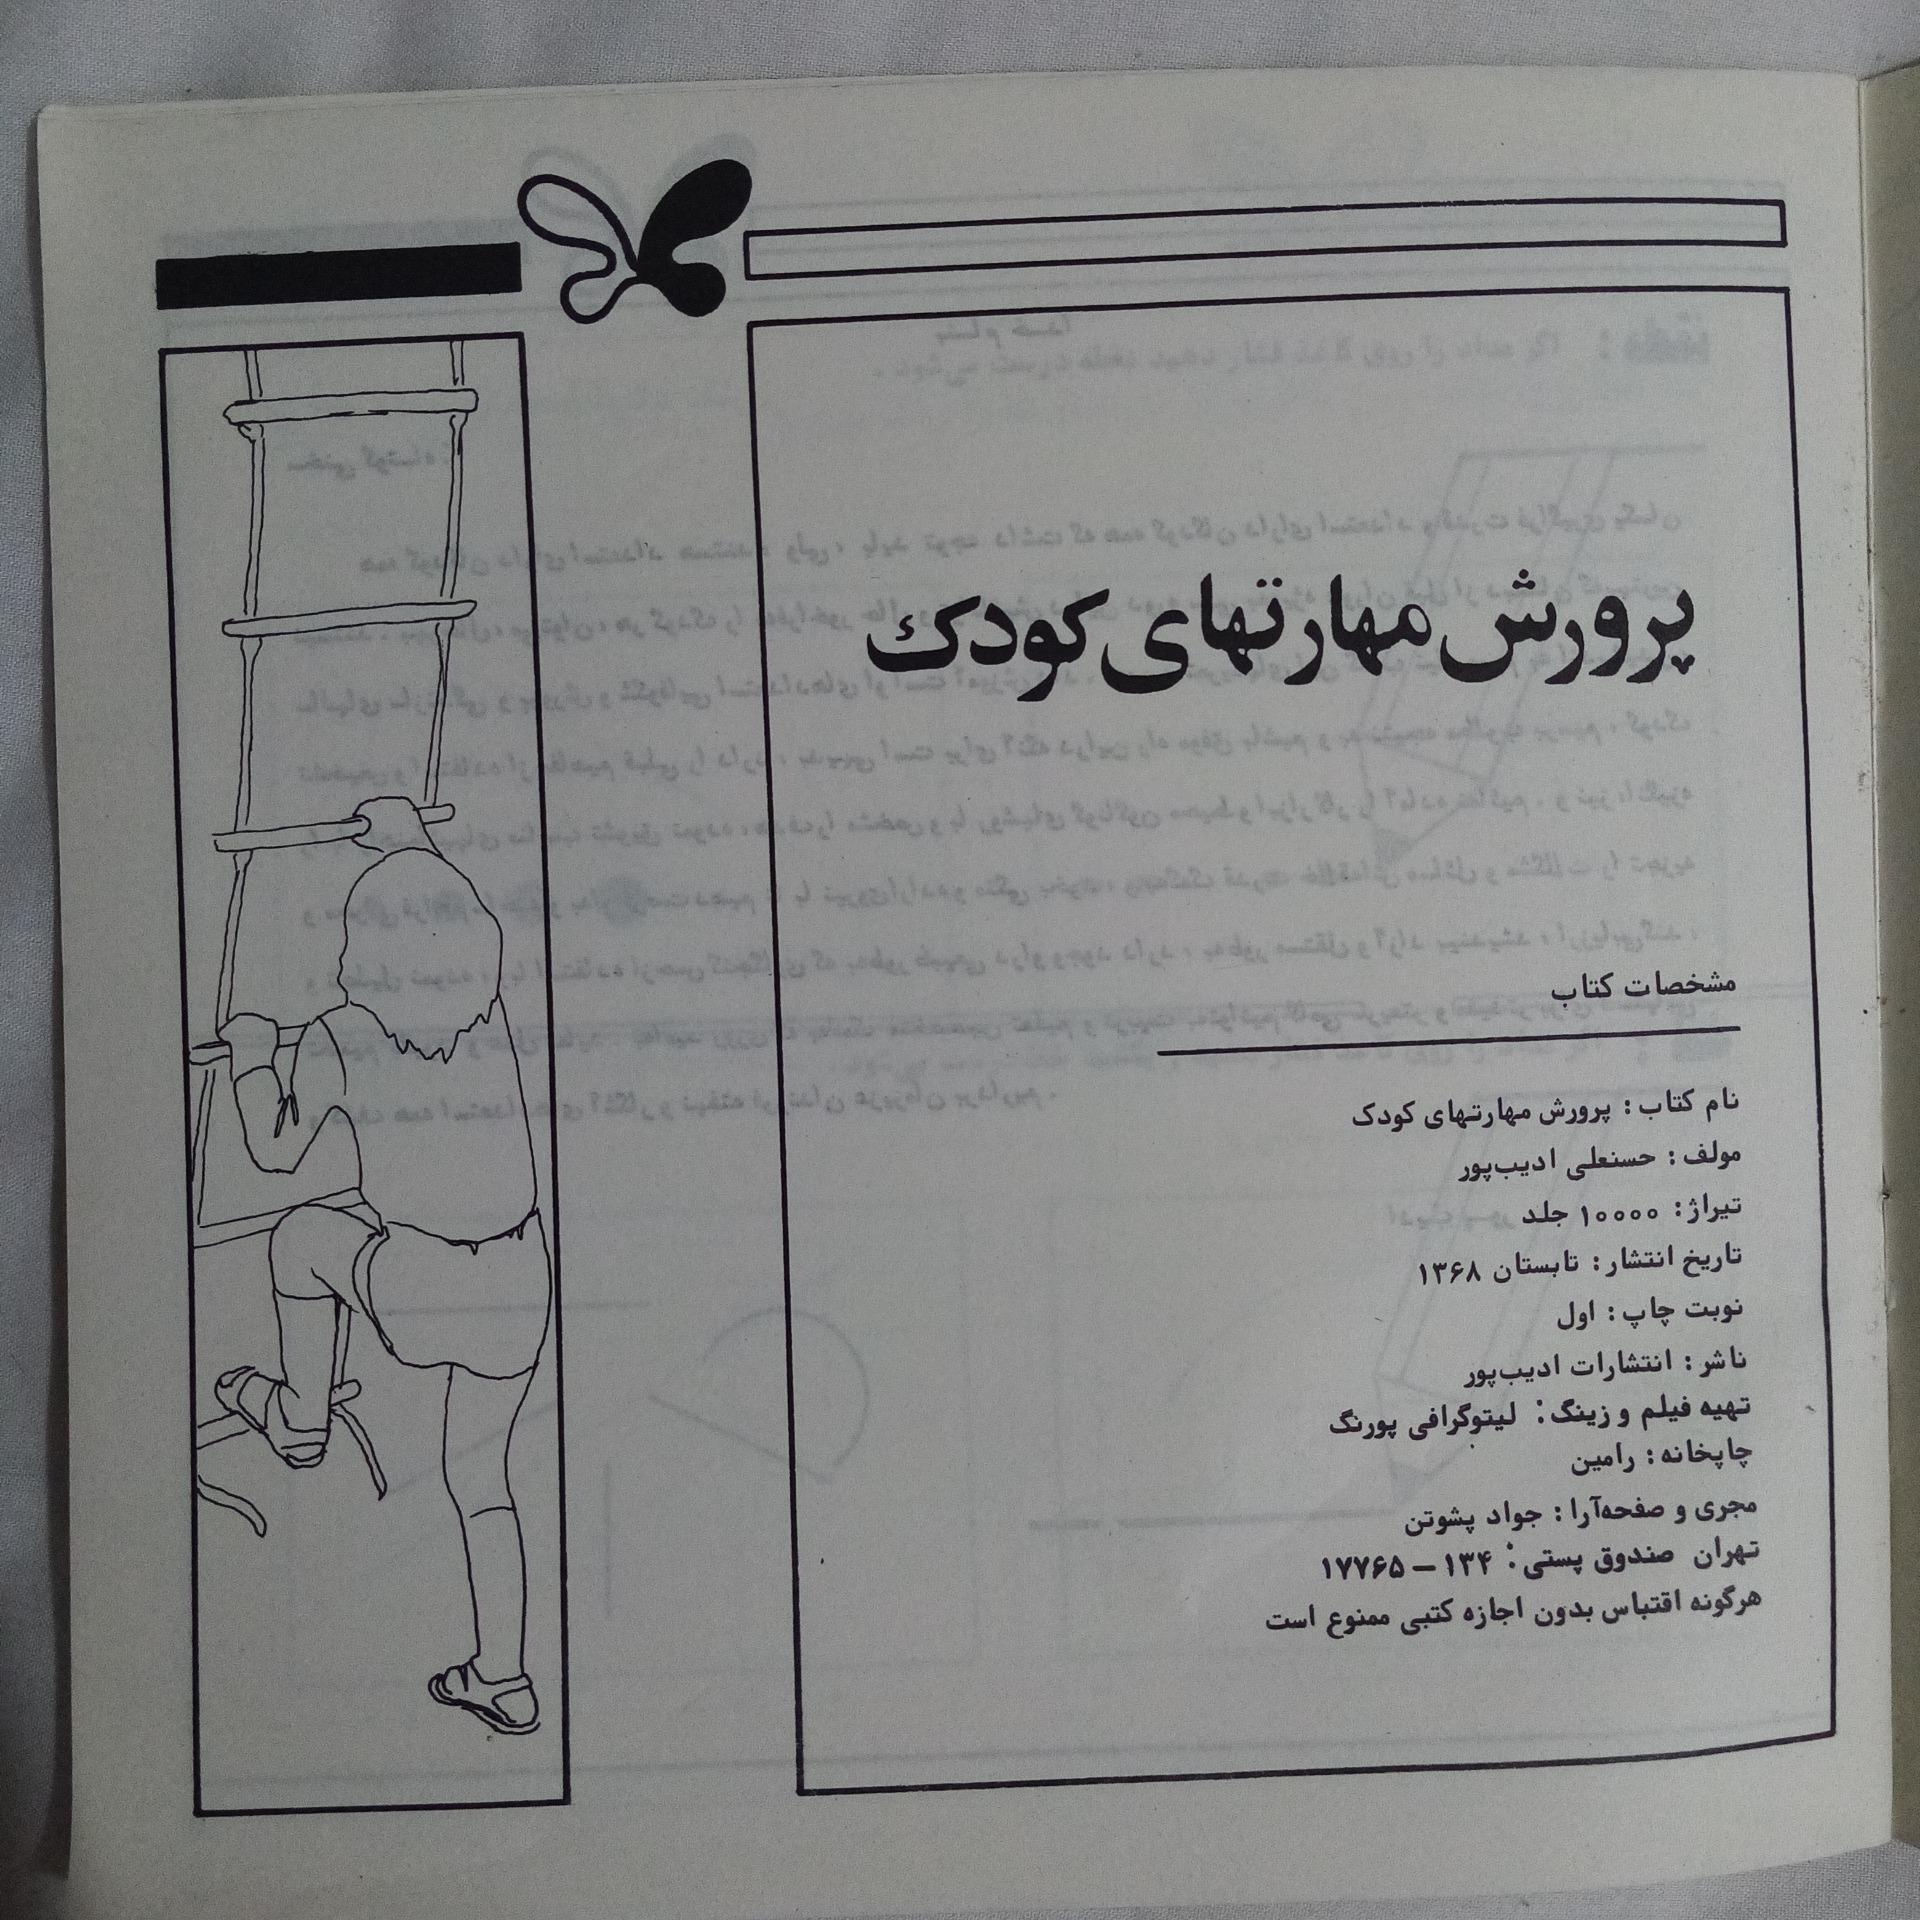 پرورش مهارتهای کودک
مشخصات کتاب
نام کتاب: پرورش مهارتهای کودک
مولف: حسنعلی ادیب‌پور
تیراژ: ۱۰۰۰۰ جلد
تاریخ انتشار: تابستان ۱۳۶۸
نوبت چاپ: اول
ناشر: انتشارات ادیب‌پور
تهیه فیلم و زینگ: لیتوگرافی پورنگ
چاپخانه: رامین
مجری و صفحه‌آرا: جواد پشوتن
تهران صندوق پستی: ۱۳۴ – ۱۷۷۶۵
هرگونه اقتباس بدون اجازه کتبی ممنوع است